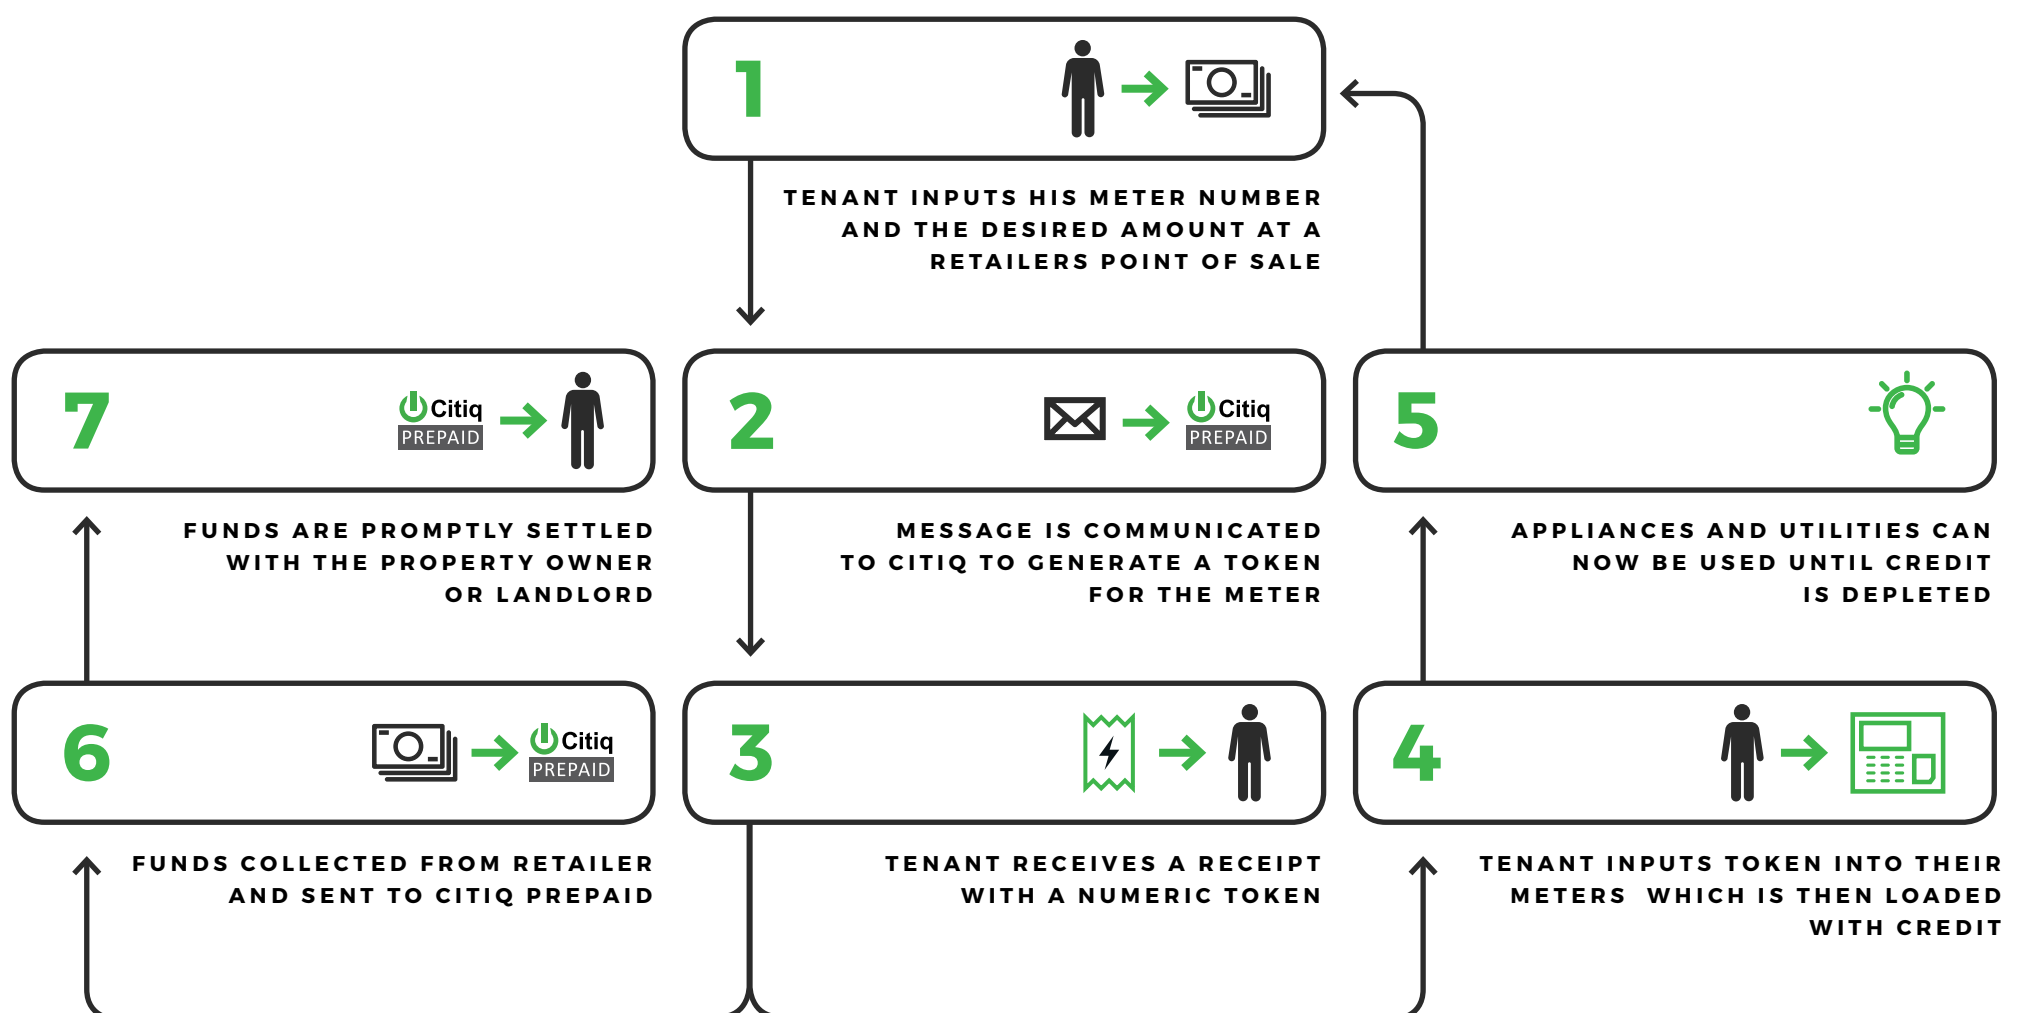 1
TENANT INPUTS HIS METER NUMBER
AND THE DESIRED AMOUNT AT A
RETAILERS POINT OF SALE
7
Citiq
PREPAID
FUNDS ARE PROMPTLY SETTLED
WITH THE PROPERTY OWNER
OR LANDLORD
2
Citiq
PREPAID
MESSAGE IS COMMUNICATED
TO CITIQ TO GENERATE A TOKEN
FOR THE METER
5
APPLIANCES AND UTILITIES CAN
NOW BE USED UNTIL CREDIT
IS DEPLETED
6
Citiq
PREPAID
FUNDS COLLECTED FROM RETAILER
AND SENT TO CITIQ PREPAID
3
TENANT RECEIVES A RECEIPT
WITH A NUMERIC TOKEN
4
TENANT INPUTS TOKEN INTO THEIR
METERS WHICH IS THEN LOADED
WITH CREDIT